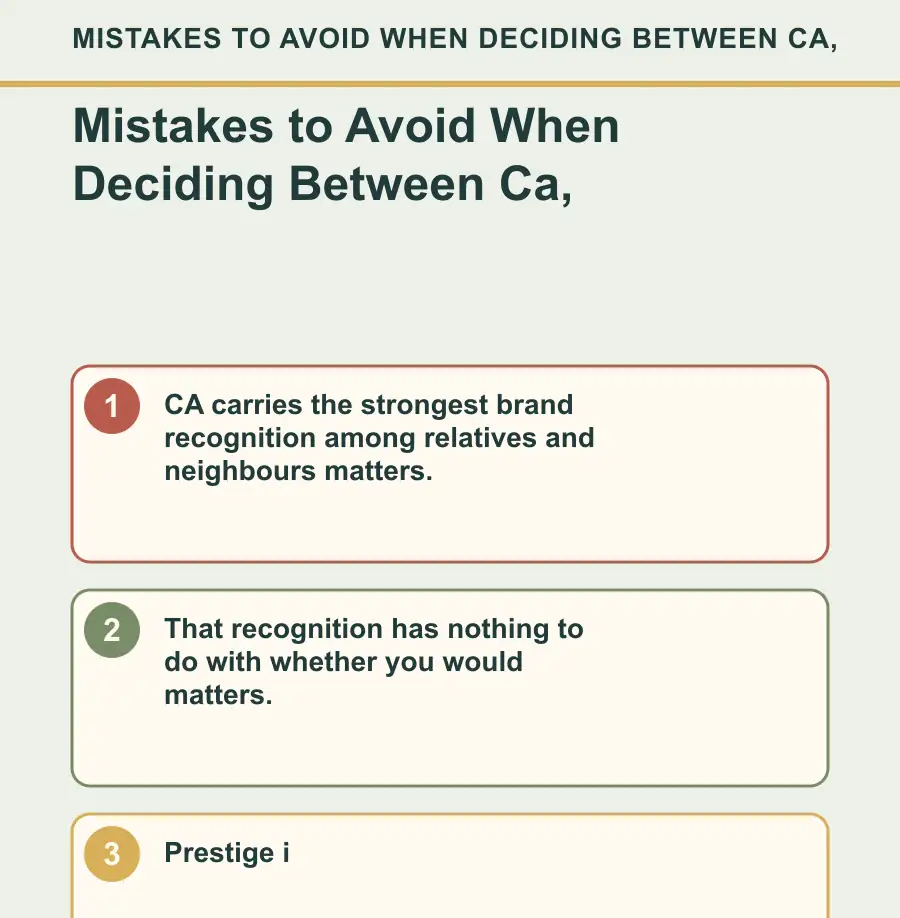 MISTAKES TO AVOID WHEN DECIDING BETWEEN CA,
Mistakes to Avoid When
Deciding Between Ca,
1
CA carries the strongest brand
recognition among relatives and
neighbours matters.
2
That recognition has nothing to
do with whether you would
matters.
3
Prestige i